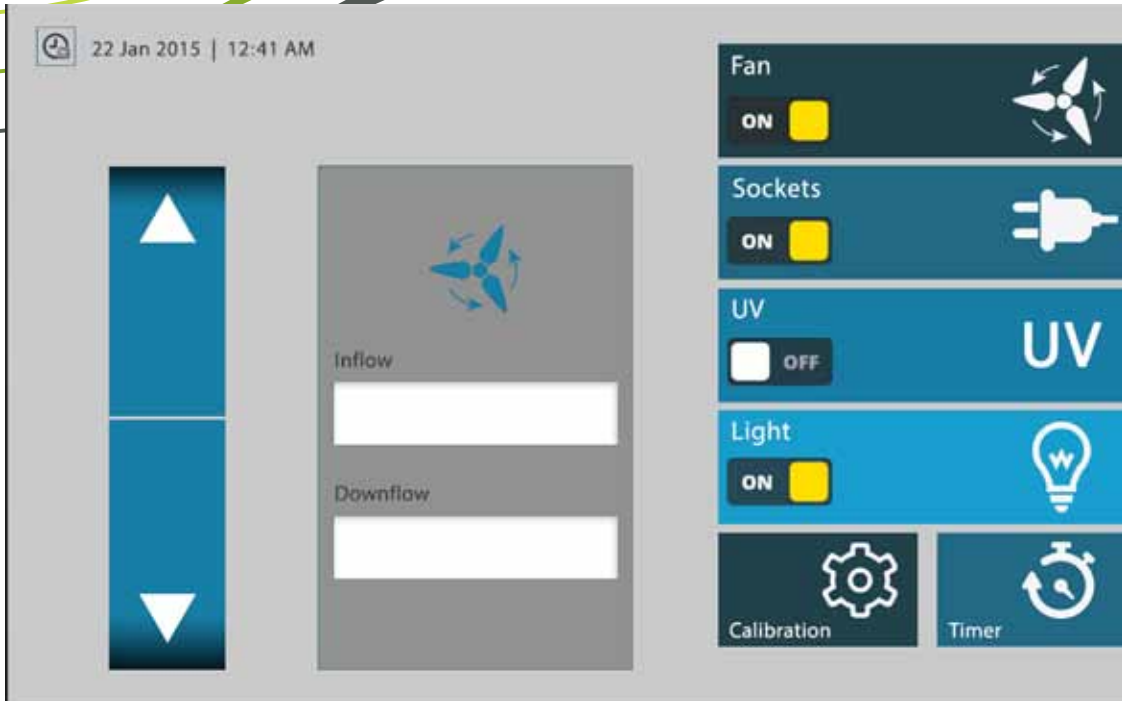 22 Jan 2015 | 12:41 AM
Fan
ON
Sockets
ON
UV
OFF
UV
Light
ON
Inflow
Downflow
Calibration
Timer